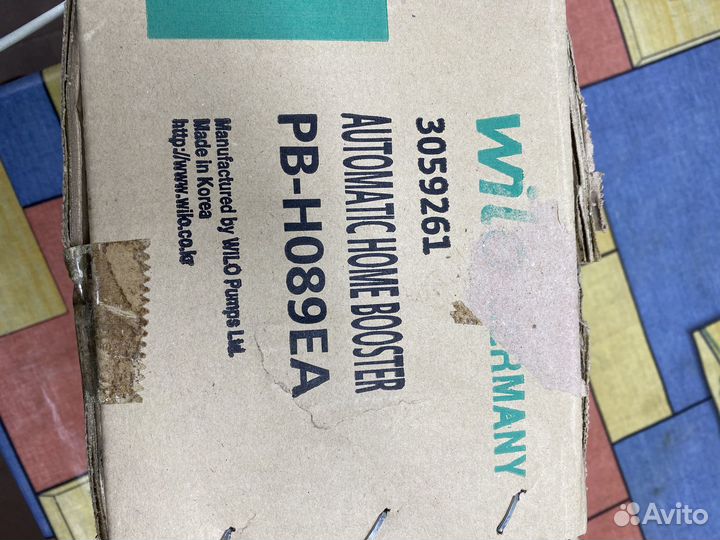 wilo GERMANY
3059261
AUTOMATIC HOME BOOSTER
PB-H089EA
Manufactured by WILO Pumps Ltd.
Made in Korea
http://www.wilo.co.kr
Avito